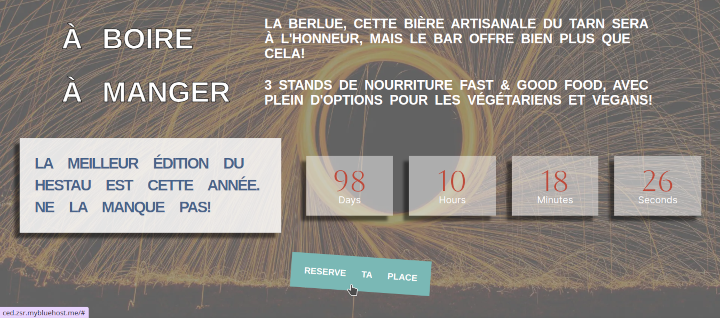 À BOIRE
LA BERLUE, CETTE BIÈRE ARTISANALE DU TARN SERA
À L'HONNEUR, MAIS LE BAR OFFRE BIEN PLUS QUE
CELA!
À MANGER
3 STANDS DE NOURRITURE FAST & GOOD FOOD, AVEC
PLEIN D'OPTIONS POUR LES VÉGÉTARIENS ET VEGANS!
LA MEILLEUR ÉDITION DU
HESTAU EST CETTE ANNÉE.
NE LA MANQUE PAS!
98
Days
10
Hours
18
Minutes
26
Seconds
RESERVE TA PLACE
ced.zsr.mybluehost.me/#